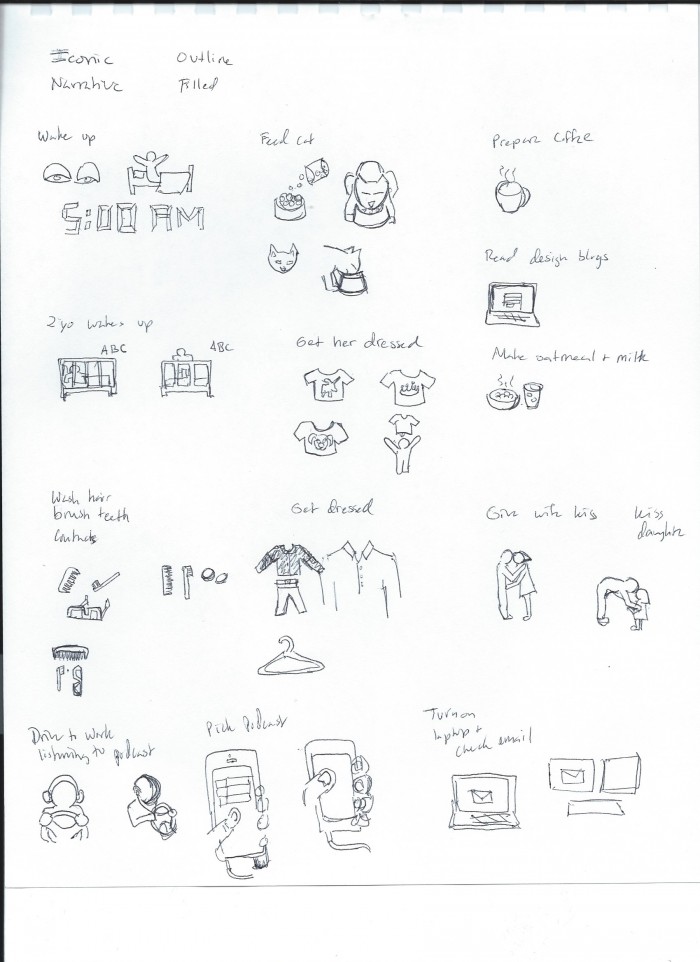 Iconic Outline
Narrative Filled
Wake up
Feed cat
Prepare Coffee
5:00 AM
Read design blogs
2 yo wakes up
ABC
ABC
Get her dressed
Make oatmeal + milk
Wash hair
brush teeth
Contacts
Get dressed
Give wife kiss
Kiss
daughter
Drive to work
listening to podcast
Pick Podcast
Turn on
laptop +
check email